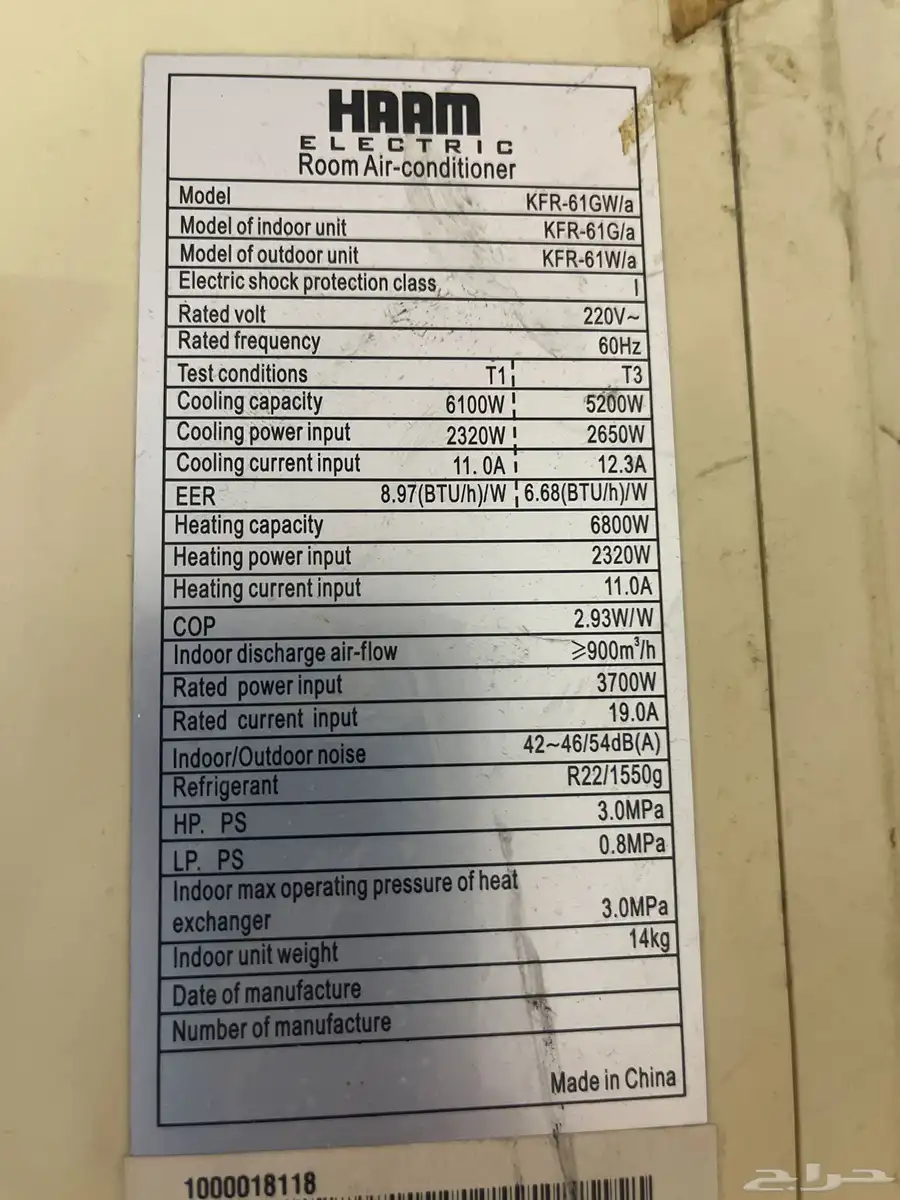 HAAM
ELECTRIC
Room Air-conditioner
Model KFR-61GW/a
Model of indoor unit KFR-61G/a
Model of outdoor unit KFR-61W/a
Electric shock protection class I
Rated volt 220V~
Rated frequency 60Hz
Test conditions T1 T3
Cooling capacity 6100W 5200W
Cooling power input 2320W 2650W
Cooling current input 11. 0A 12.3A
EER 8.97(BTU/h)/W 6.68(BTU/h)/W
Heating capacity 6800W
Heating power input 2320W
Heating current input 11.0A
COP 2.93W/W
Indoor discharge air-flow ≥900m³/h
Rated power input 3700W
Rated current input 19.0A
Indoor/Outdoor noise 42~46/54dB(A)
Refrigerant R22/1550g
HP. PS 3.0MPa
LP. PS 0.8MPa
Indoor max operating pressure of heat
exchanger 3.0MPa
Indoor unit weight 14kg
Date of manufacture
Number of manufacture
Made in China
1000018118
حراج